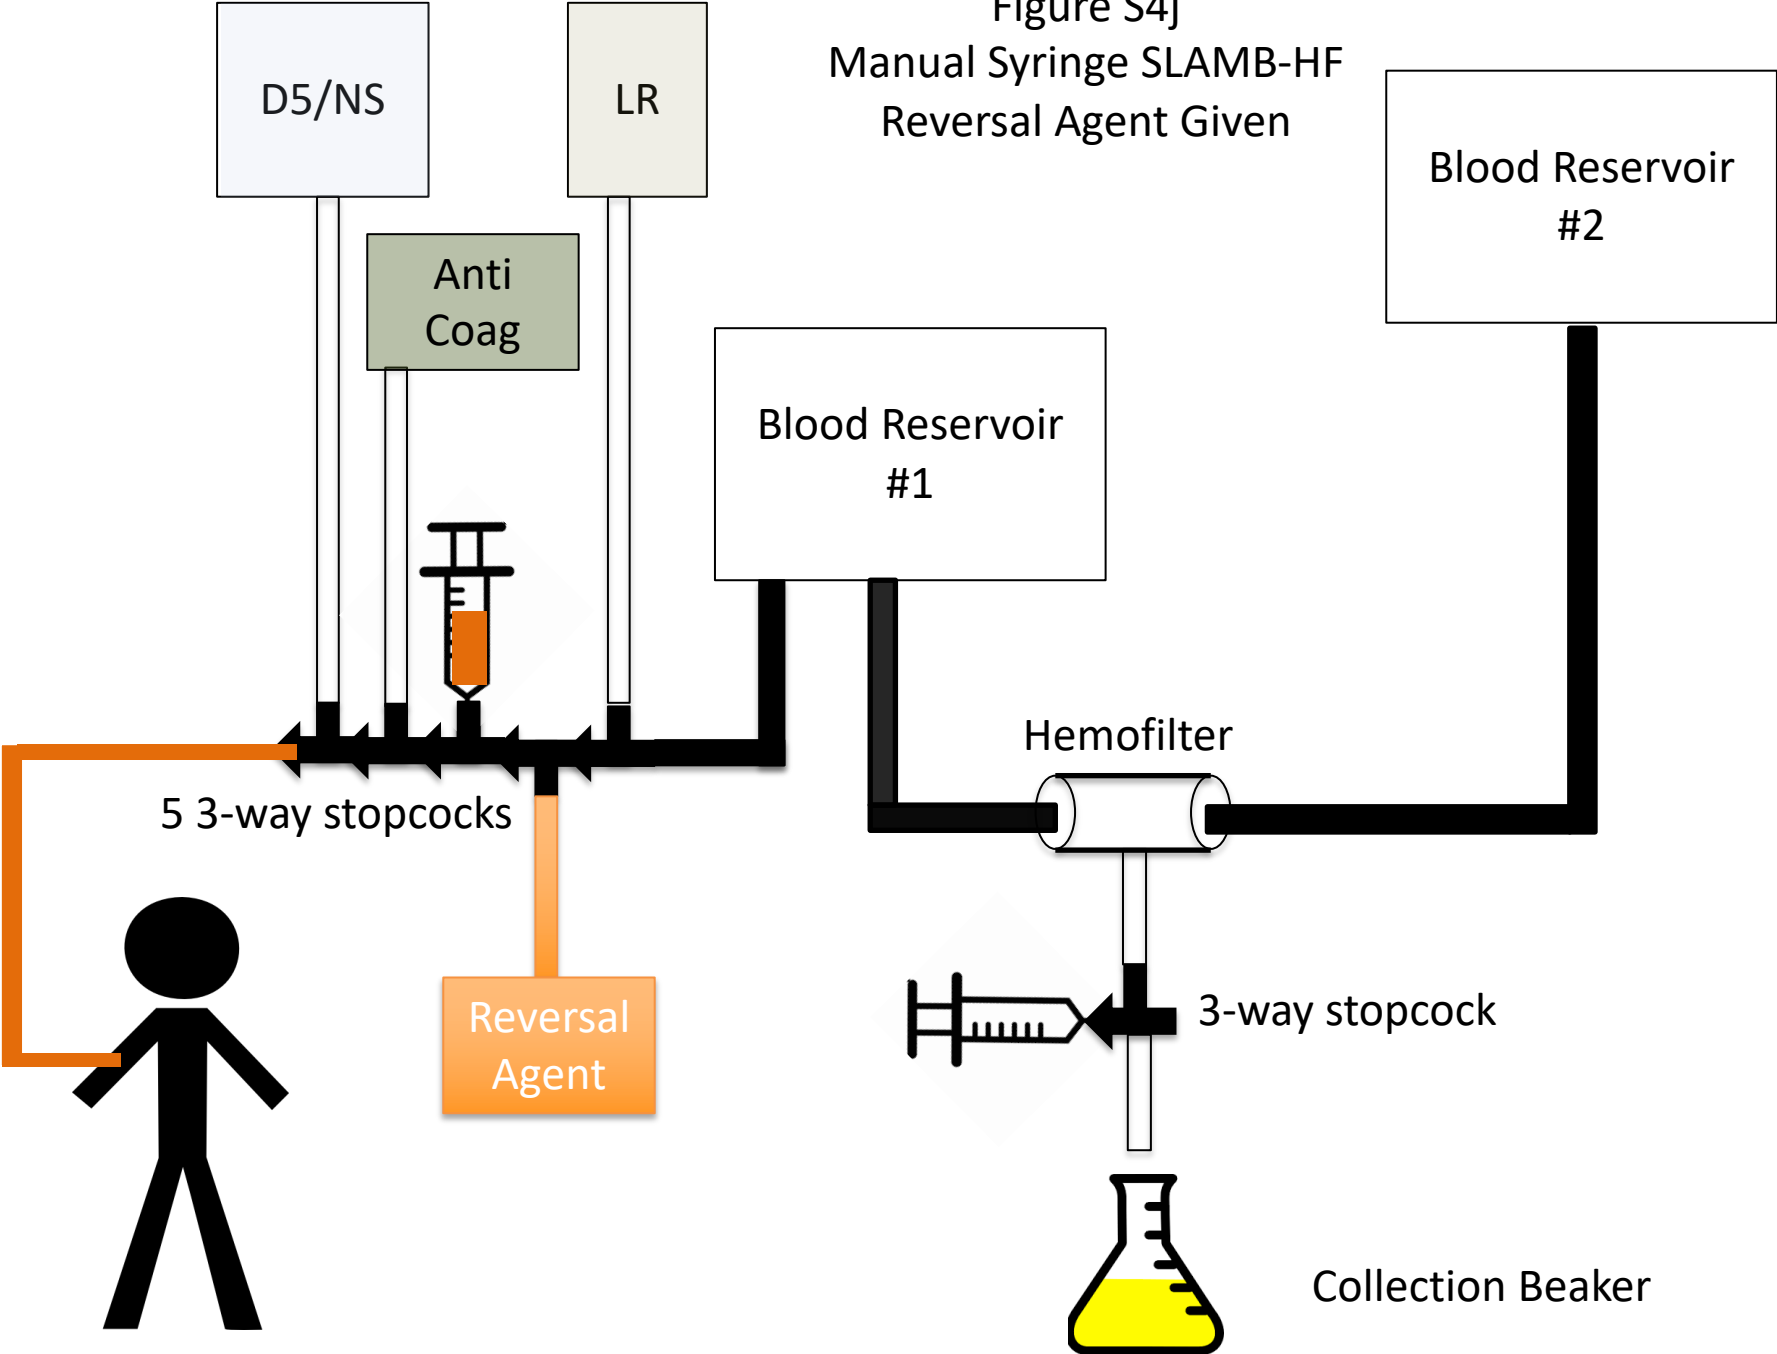 Figure S4j
Manual Syringe SLAMB-HF
Reversal Agent Given
D5/NS
LR
Blood Reservoir
#2
Anti
Coag
Blood Reservoir
#1
Hemofilter
5 3-way stopcocks
Reversal
Agent
3-way stopcock
Collection Beaker